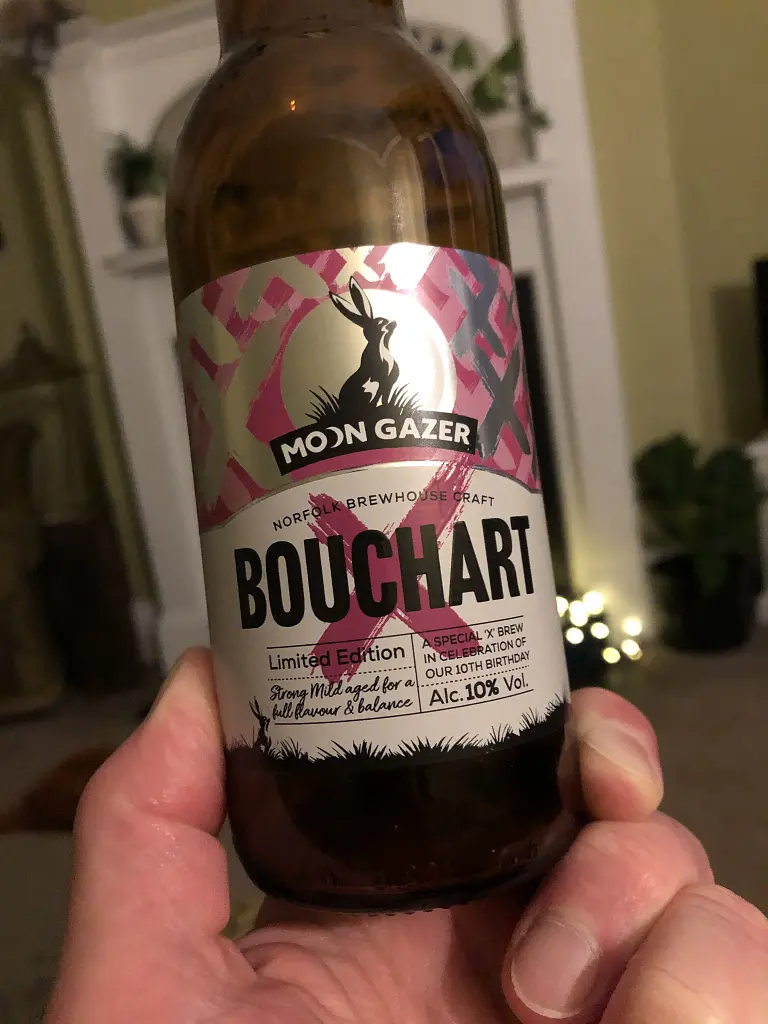 MOON GAZER
NORFOLK BREWHOUSE CRAFT
BOUCHART
Limited Edition
Strong Mild aged for a
full flavour & balance
A SPECIAL 'X' BREW
IN CELEBRATION OF
OUR 10TH BIRTHDAY
Alc. 10% Vol.